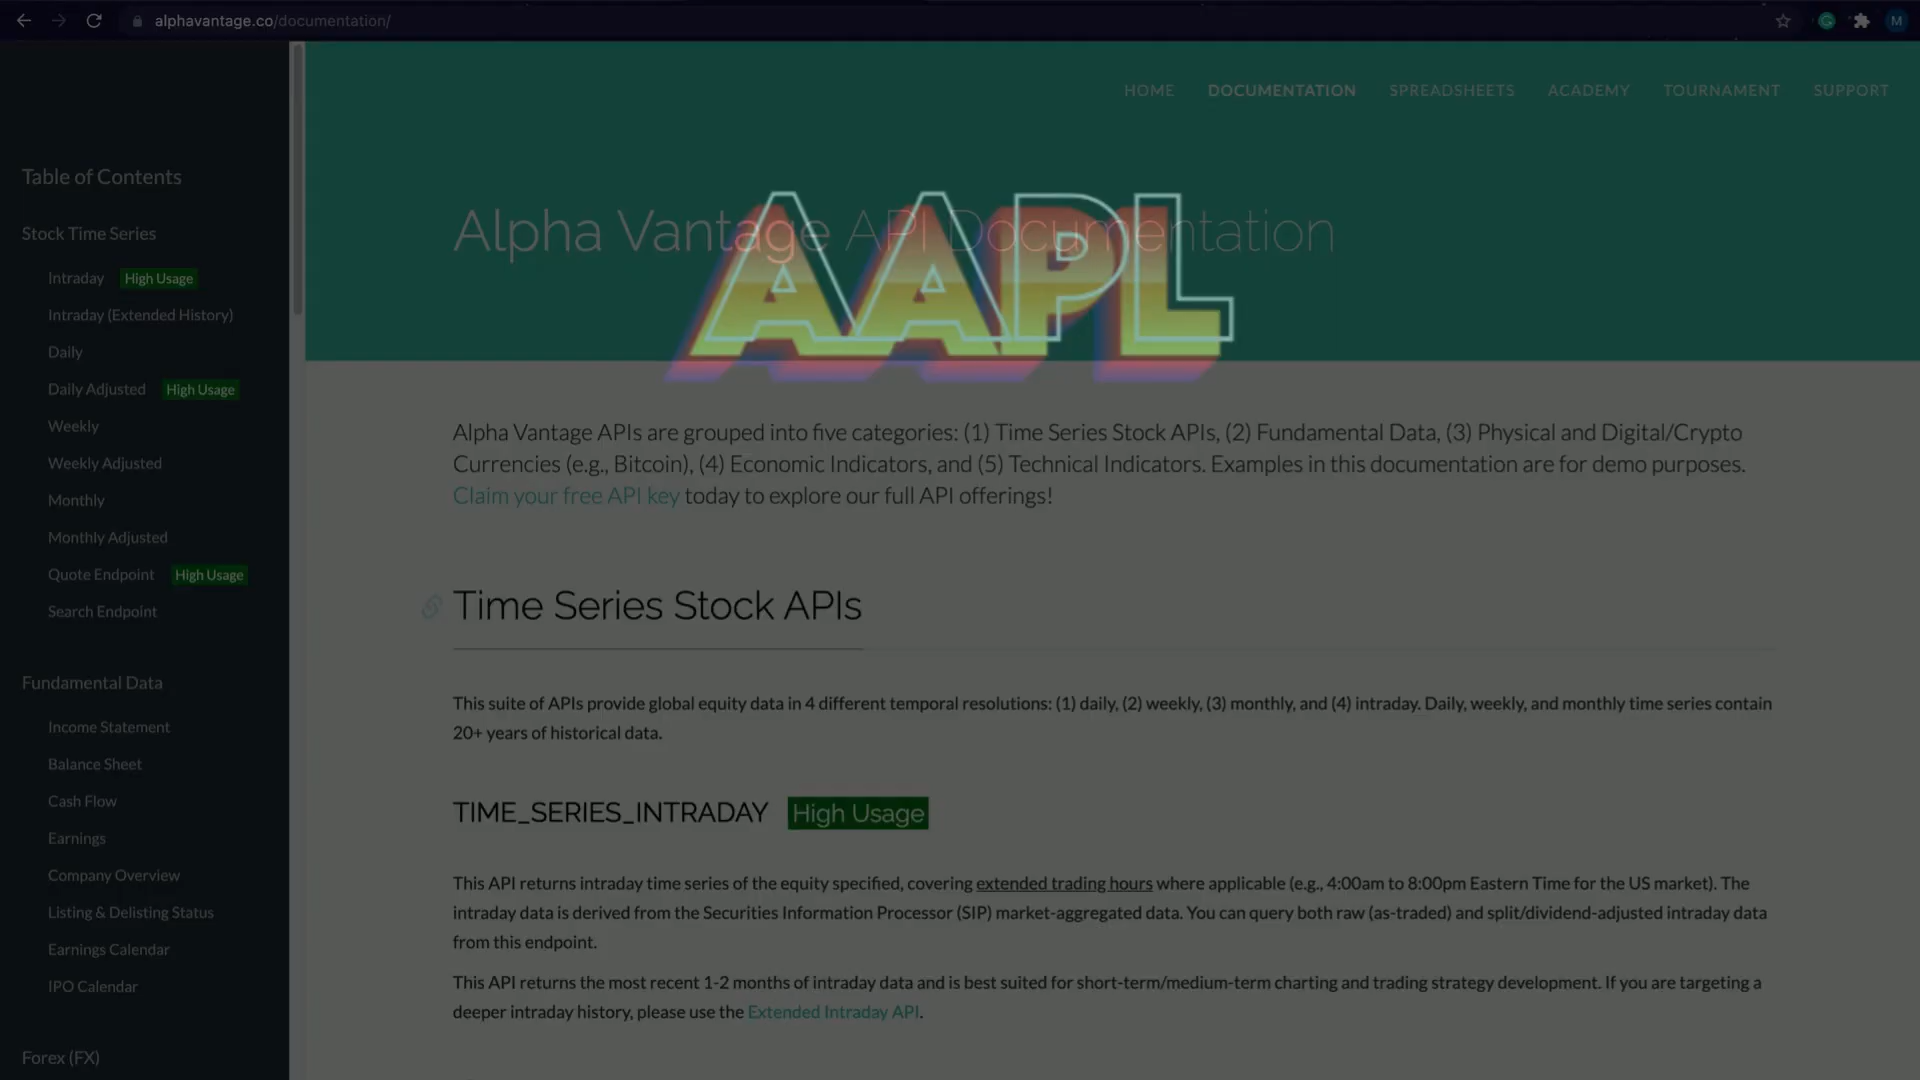 alphavantage.co/documentation/
M
HOME DOCUMENTATION SPREADSHEETS ACADEMY TOURNAMENT SUPPORT
Table of Contents
Stock Time Series
Intraday High Usage
Intraday (Extended History)
Daily
Daily Adjusted High Usage
Weekly
Weekly Adjusted
Monthly
Monthly Adjusted
Quote Endpoint High Usage
Search Endpoint
Fundamental Data
Income Statement
Balance Sheet
Cash Flow
Earnings
Company Overview
Listing & Delisting Status
Earnings Calendar
IPO Calendar
Forex (FX)
Alpha Vantage API Documentation
AAPL
Alpha Vantage APIs are grouped into five categories: (1) Time Series Stock APIs, (2) Fundamental Data, (3) Physical and Digital/Crypto
Currencies (e.g., Bitcoin), (4) Economic Indicators, and (5) Technical Indicators. Examples in this documentation are for demo purposes.
Claim your free API key today to explore our full API offerings!
Time Series Stock APIs
This suite of APIs provide global equity data in 4 different temporal resolutions: (1) daily, (2) weekly, (3) monthly, and (4) intraday. Daily, weekly, and monthly time series contain
20+ years of historical data.
TIME_SERIES_INTRADAY High Usage
This API returns intraday time series of the equity specified, covering extended trading hours where applicable (e.g., 4:00am to 8:00pm Eastern Time for the US market). The
intraday data is derived from the Securities Information Processor (SIP) market-aggregated data. You can query both raw (as-traded) and split/dividend-adjusted intraday data
from this endpoint.
This API returns the most recent 1-2 months of intraday data and is best suited for short-term/medium-term charting and trading strategy development. If you are targeting a
deeper intraday history, please use the Extended Intraday API.